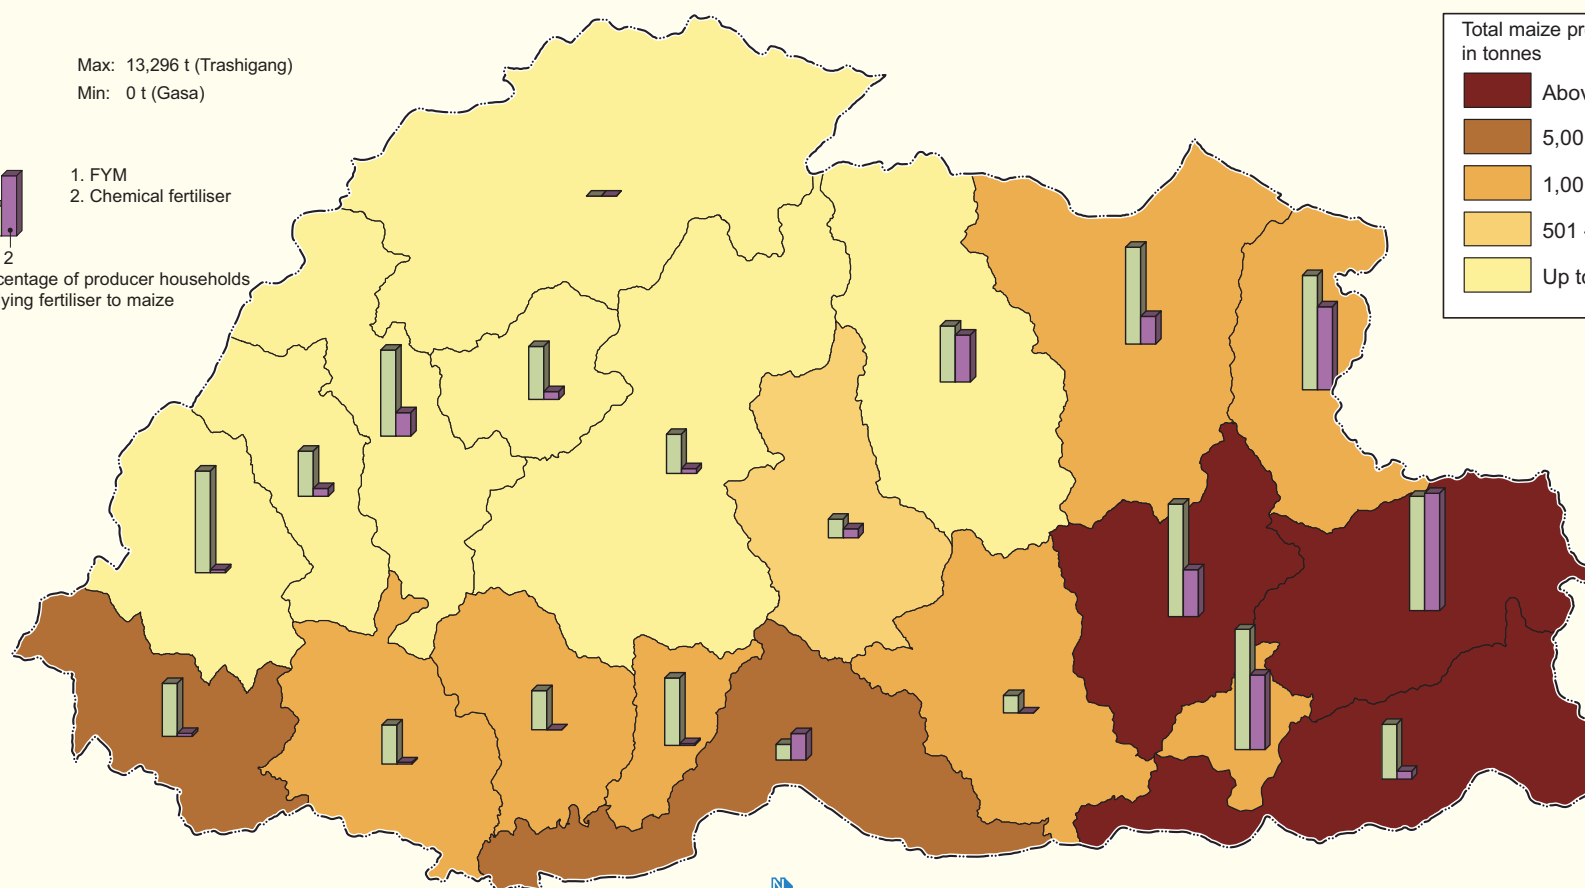 Max: 13,296 t (Trashigang)
Min: 0 t (Gasa)
1. FYM
2. Chemical fertiliser
2
centage of producer households
ying fertiliser to maize
Total maize pr
in tonnes
Abov
5,00
1,00
501
Up to
N